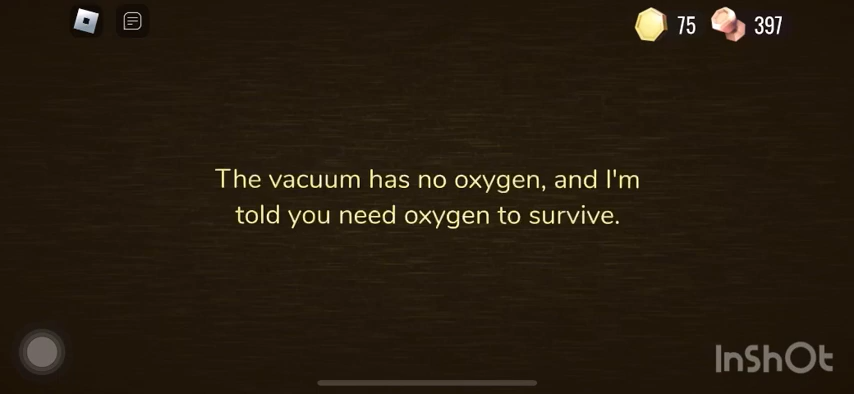 75 397
The vacuum has no oxygen, and I'm
told you need oxygen to survive.
InShOt